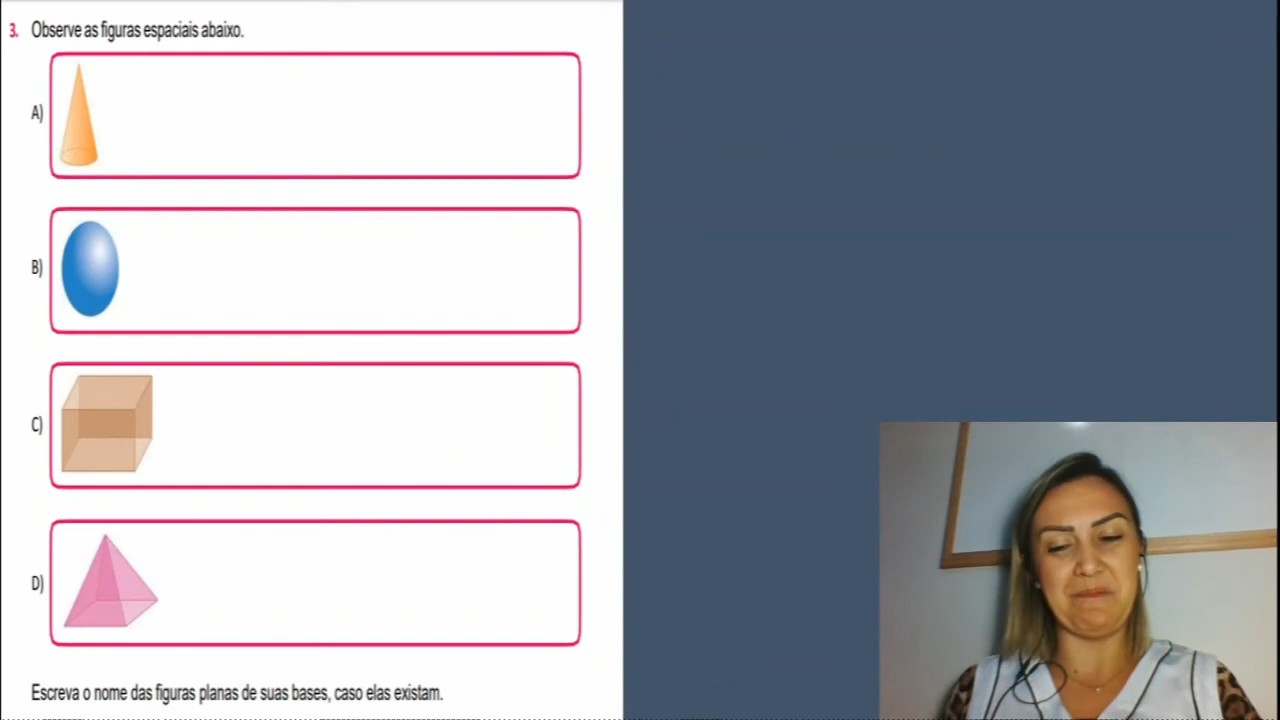 3. Observe as figuras espaciais abaixo.
A)
B)
C)
D)
Escreva o nome das figuras planas de suas bases, caso elas existam.